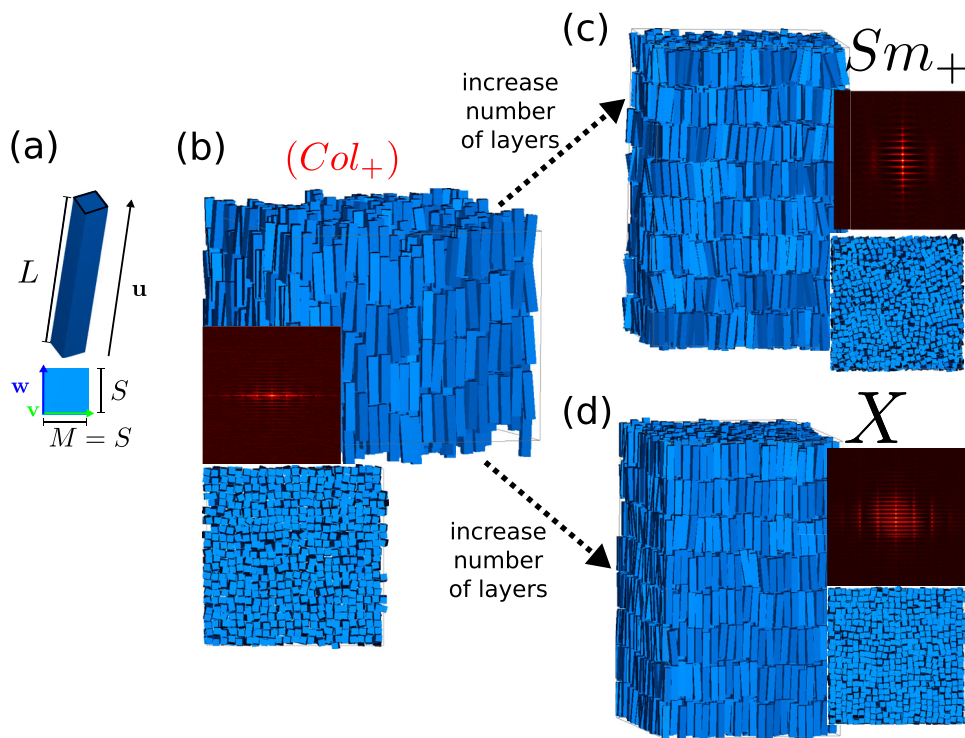 (a)
L
u
w
v
S
M = S
(b)
(Col+)
increase
number
of layers
increase
number
of layers
(c)
Sm+
(d)
X